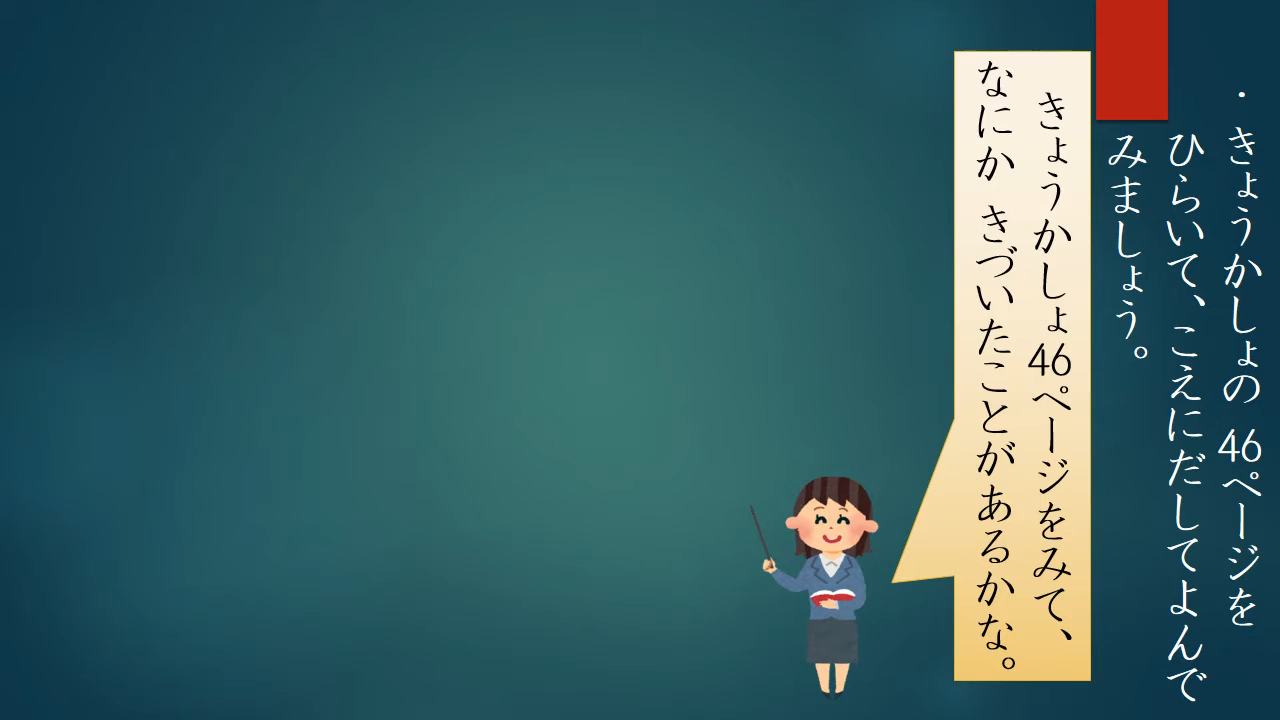 ・きょうかしょの 46ページを
ひらいて、こえにだしてよんで
みましょう。
きょうかしょ46ページをみて、
なにか きづいたことがあるかな。